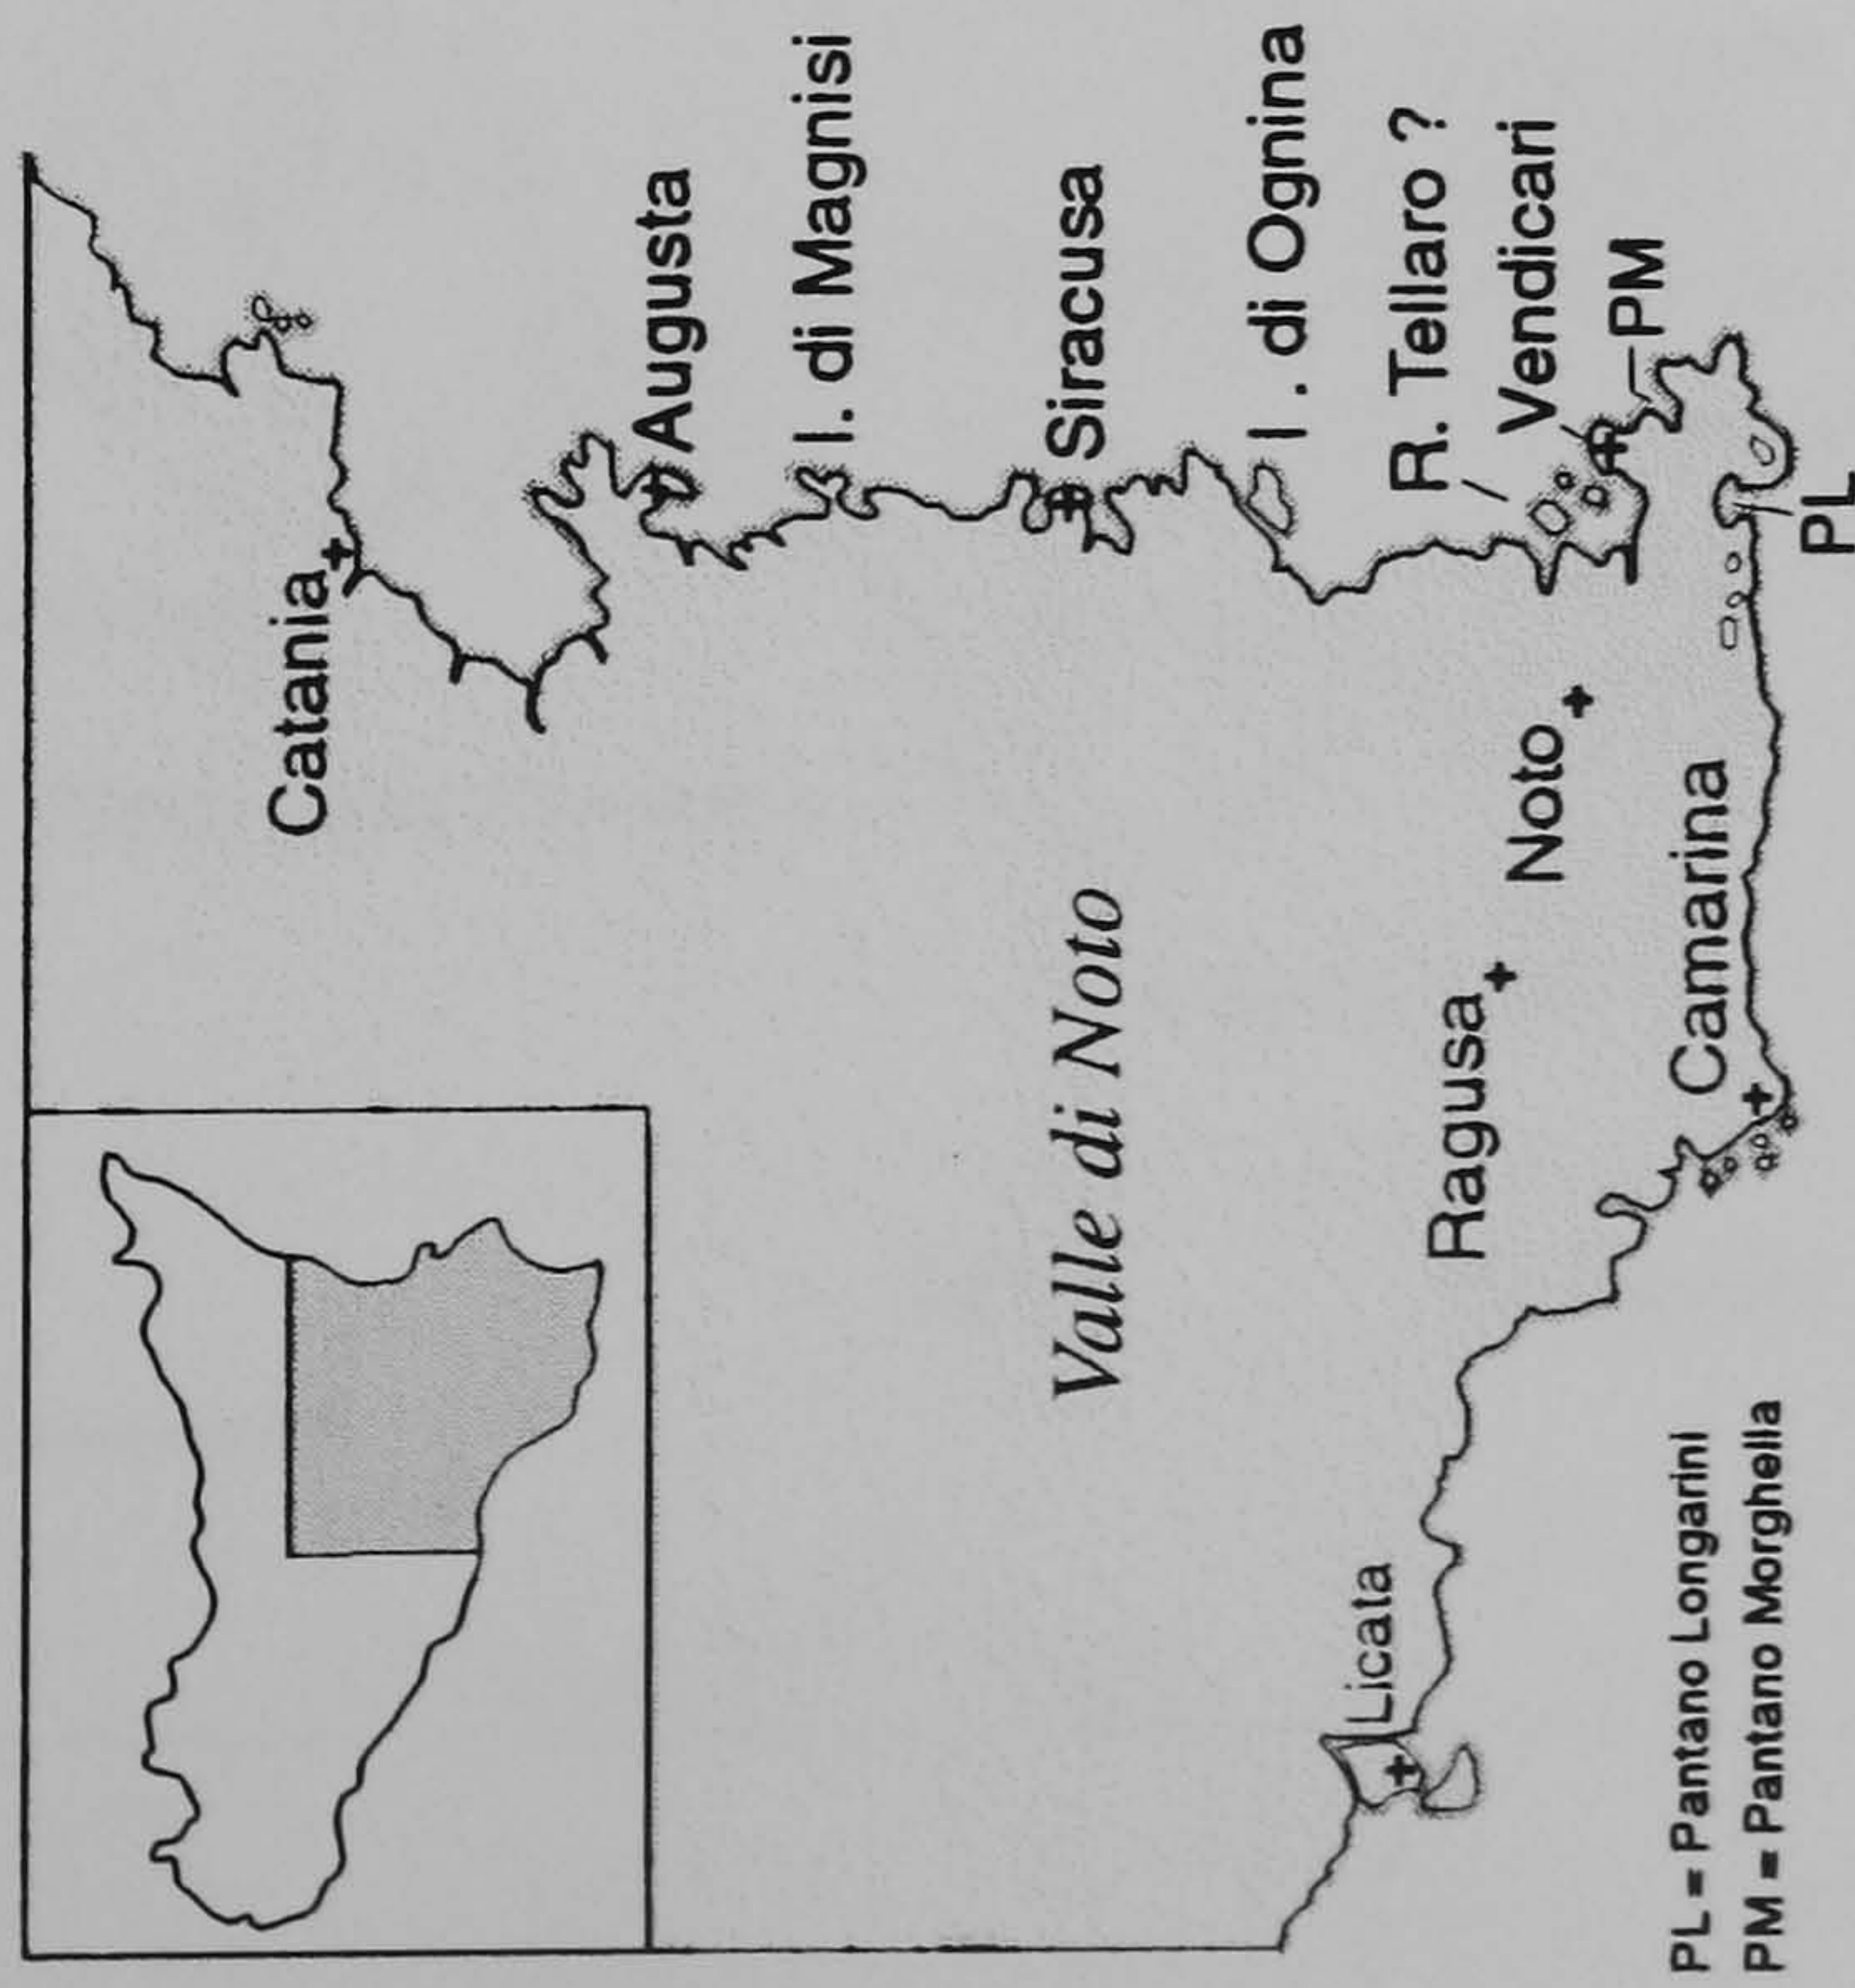 Catania
Augusta
I. di Magnisi
Siracusa
I . di Ognina
R. Tellaro ?
Vendicari
PM
PL
Valle di Noto
Noto
Ragusa
Camarina
Licata
PL = Pantano Longarini
PM = Pantano Morghella